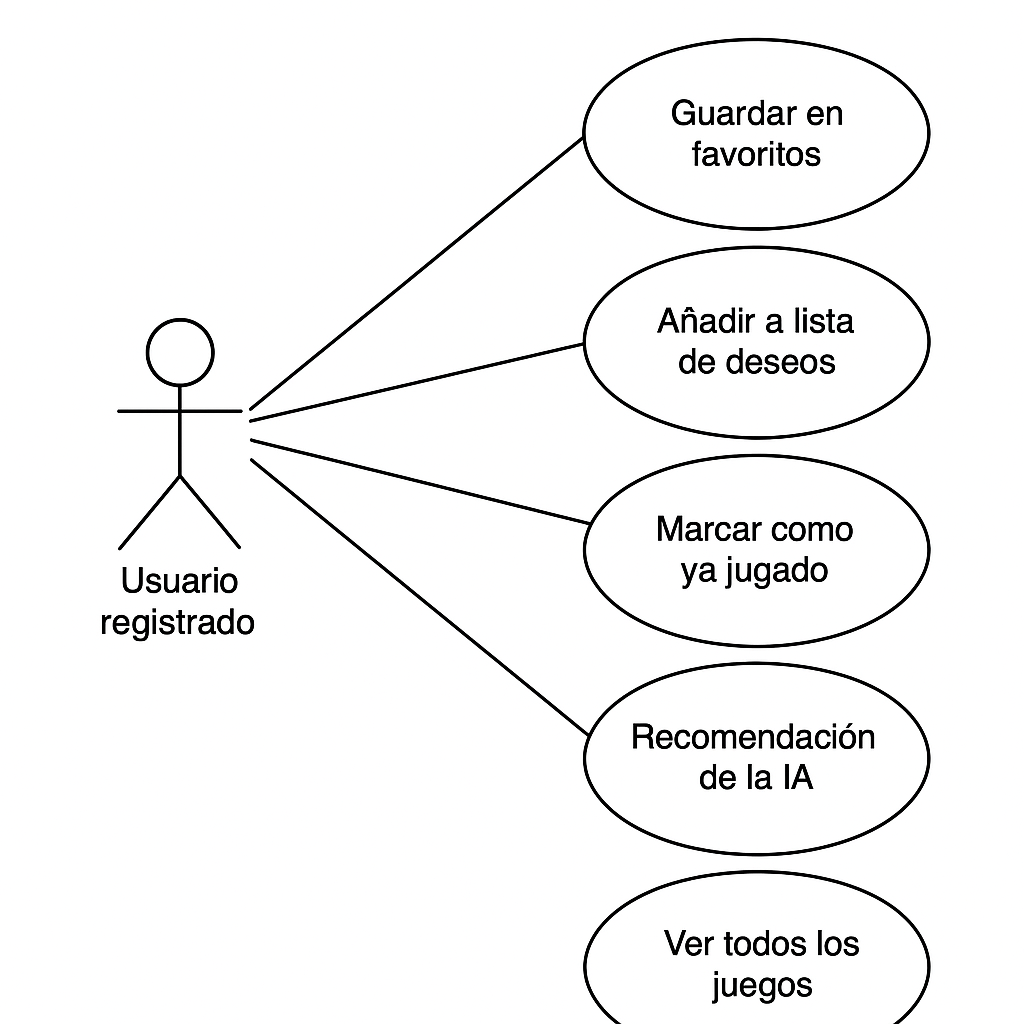 Guardar en
favoritos
Añadir a lista
de deseos
Marcar como
ya jugado
Usuario
registrado
Recomendación
de la IA
Ver todos los
juegos